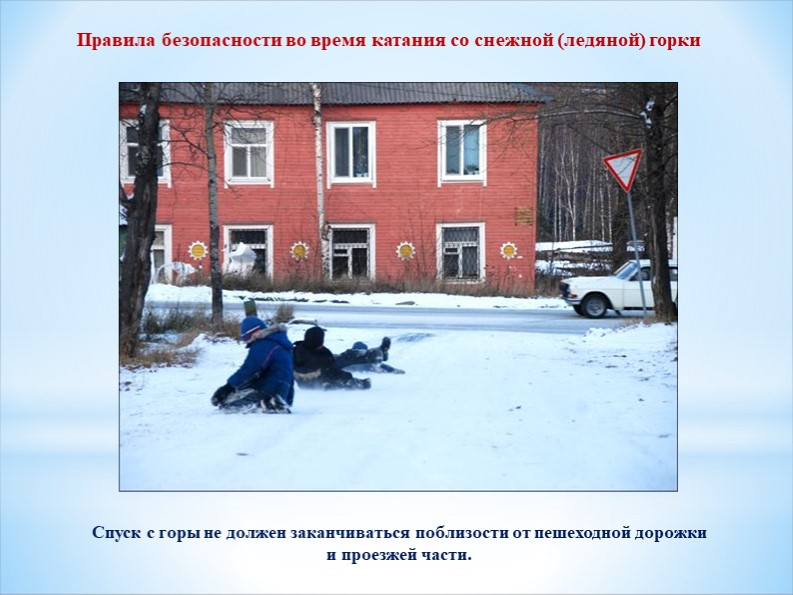 Правила безопасности во время катания со снежной (ледяной) горки
Спуск с горы не должен заканчиваться поблизости от пешеходной дорожки
и проезжей части.